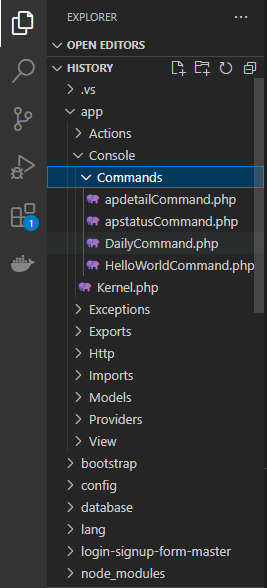 EXPLORER
OPEN EDITORS
HISTORY
.vs
app
Actions
Console
Commands
apdetailCommand.php
apstatusCommand.php
DailyCommand.php
HelloWorldCommand.php
Kernel.php
Exceptions
Exports
Http
Imports
Models
Providers
View
bootstrap
config
database
lang
login-signup-form-master
node_modules
1